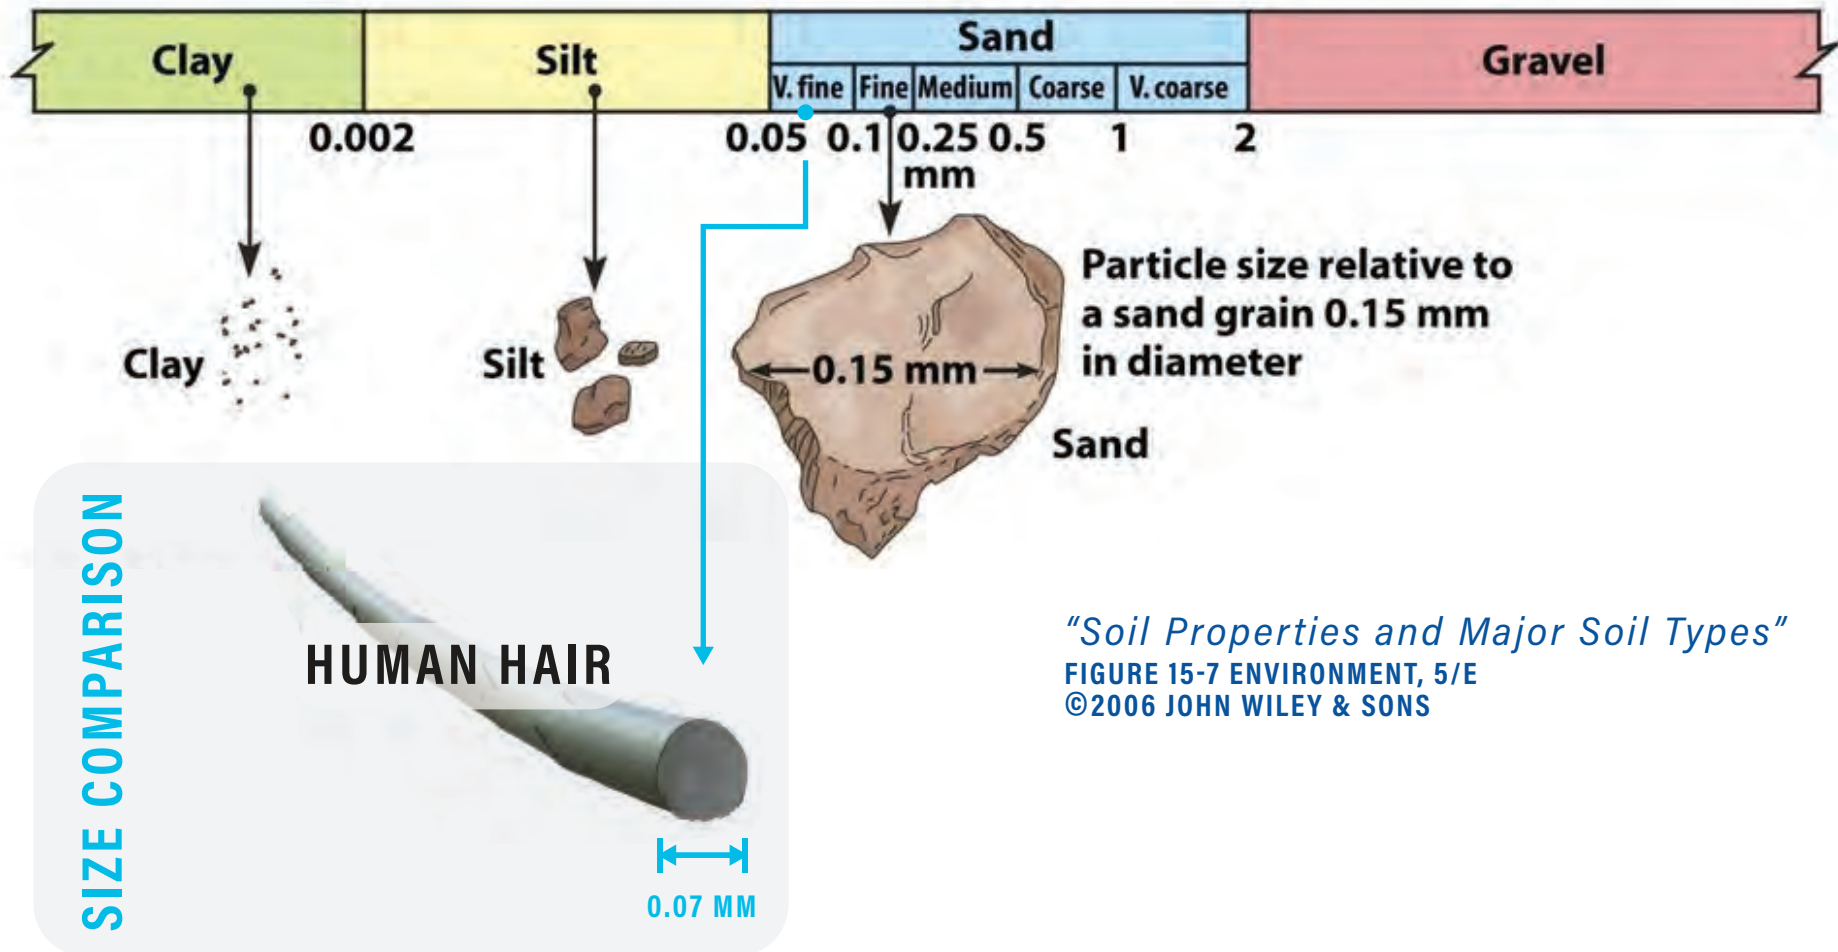 Clay
Silt
Sand
Gravel
V. fine
Fine
Medium
Coarse
V. coarse
0.002
0.05
0.1
0.25
0.5
1
2
mm
Clay
Silt
0.15 mm
Particle size relative to
a sand grain 0.15 mm
in diameter
Sand
SIZE COMPARISON
HUMAN HAIR
0.07 MM
“Soil Properties and Major Soil Types”
FIGURE 15-7 ENVIRONMENT, 5/E
©2006 JOHN WILEY & SONS